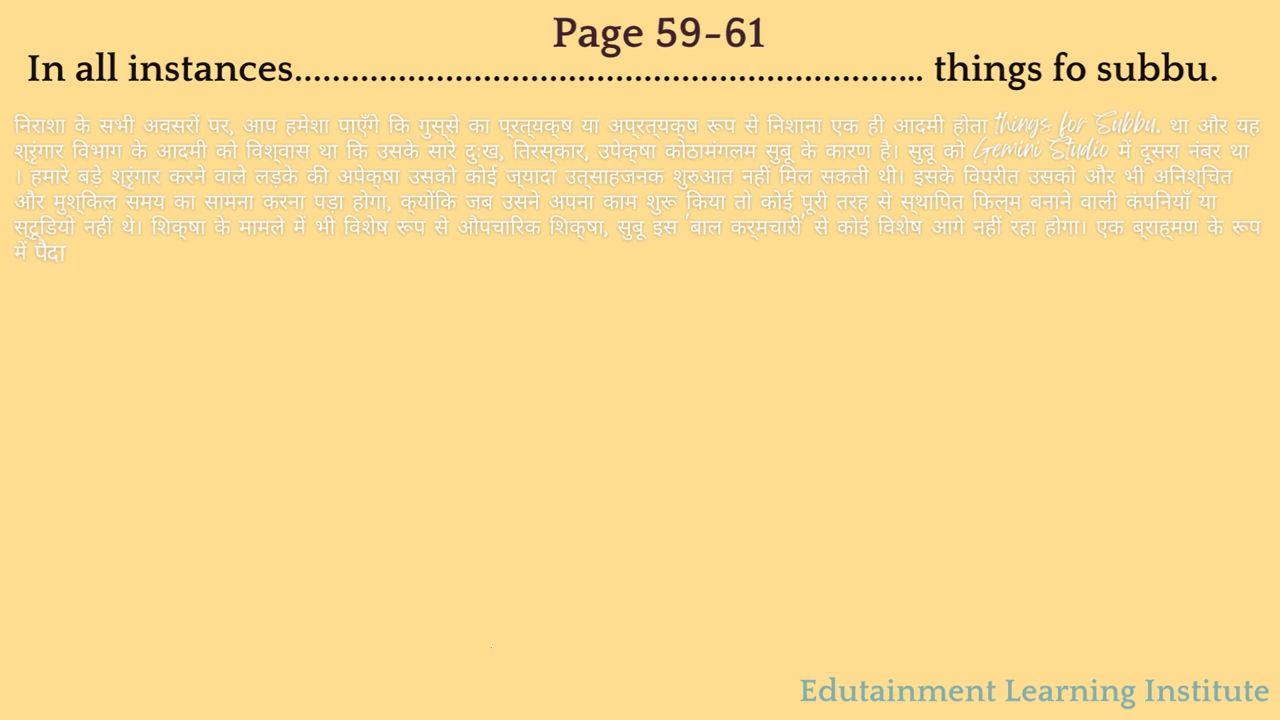 Page 59-61
In all instances....................................................................... things fo subbu.
निराशा के सभी अवसरों पर, आप हमेशा पाएँगे कि गुस्से का प्रत्यक्ष या अप्रत्यक्ष रूप से निशाना एक ही आदमी होता things for Subbu. था और यह
श्रृंगार विभाग के आदमी को विश्वास था कि उसके सारे दुःख, तिरस्कार, उपेक्षा कोठामंगलम सुबू के कारण है। सुबू को Gemini Studio में दूसरा नंबर था
। हमारे बड़े श्रृंगार करने वाले लड़के की अपेक्षा उसको कोई ज्यादा उत्साहजनक शुरुआत नहीं मिल सकती थी। इसके विपरीत उसको और भी अनिश्चित
और मुश्किल समय का सामना करना पड़ा होगा, क्योंकि जब उसने अपना काम शुरू किया तो कोई पूरी तरह से स्थापित फिल्म बनाने वाली कंपनियाँ या
स्टूडियो नहीं थे। शिक्षा के मामले में भी विशेष रूप से औपचारिक शिक्षा, सुबू इस 'बाल कर्मचारी' से कोई विशेष आगे नहीं रहा होगा। एक ब्राह्मण के रूप
में पैदा
Edutainment Learning Institute